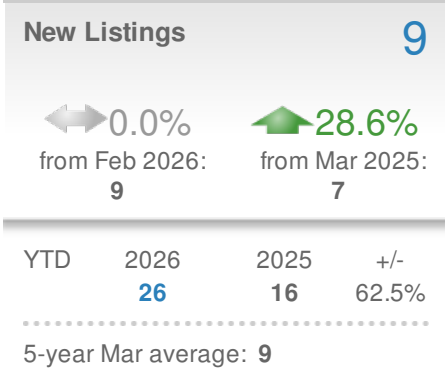 New Listings 9
0.0% 28.6%
from Feb 2026: from Mar 2025:
9 7
YTD 2026 2025 +/-
26 16 62.5%
5-year Mar average: 9